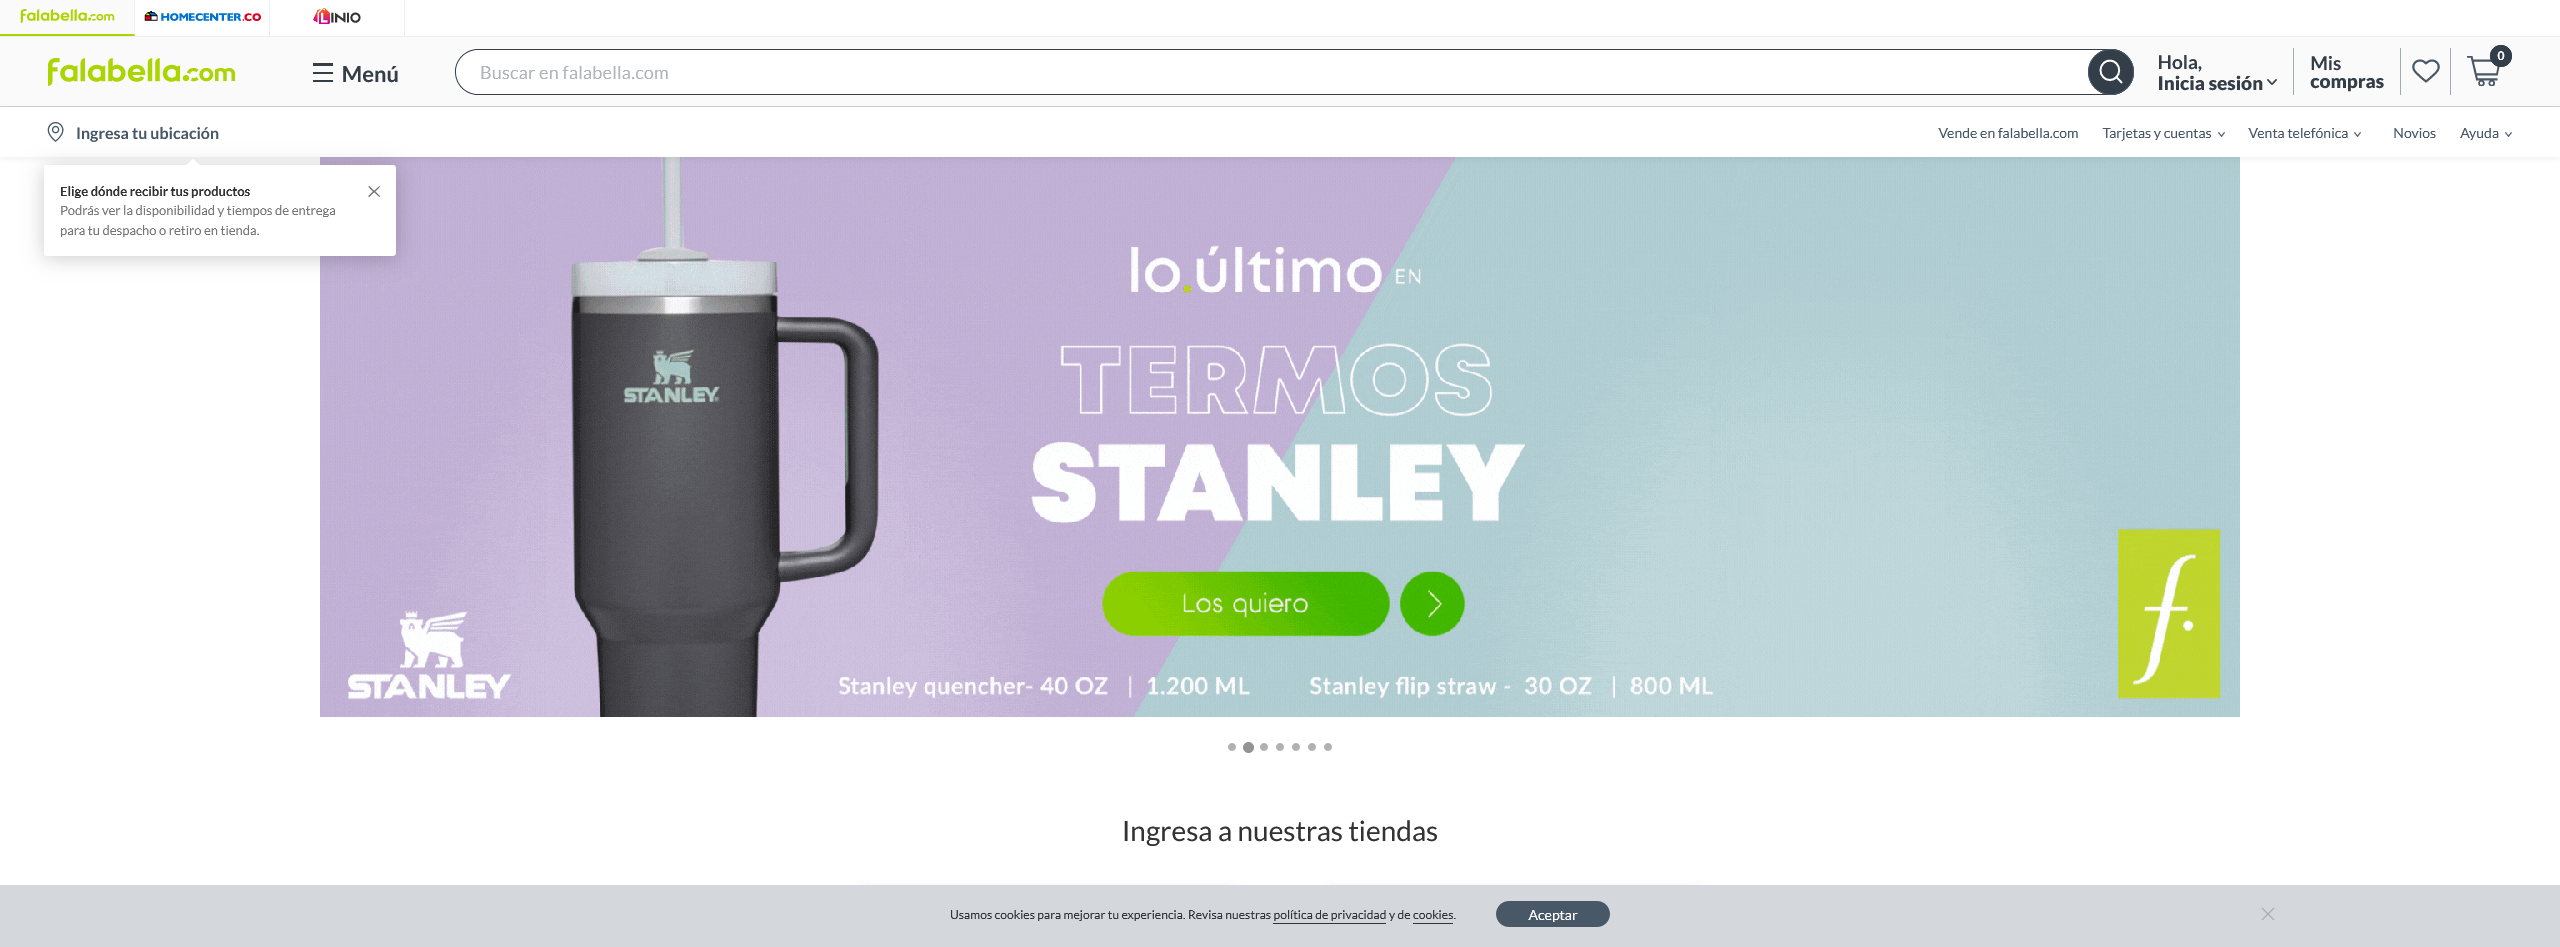 falabella.com
HOMECENTER.CO
LINIO
falabella.com
Menú
Buscar en falabella.com
Hola,
Inicia sesión
Mis
compras
0
Ingresa tu ubicación
Vende en falabella.com
Tarjetas y cuentas
Venta telefónica
Novios
Ayuda
Elige dónde recibir tus productos
Podrás ver la disponibilidad y tiempos de entrega
para tu despacho o retiro en tienda.
lo.último EN
TERMOS
STANLEY
STANLEY
Los quiero
f.
STANLEY
Stanley quencher- 40 OZ | 1.200 ML
Stanley flip straw - 30 OZ | 800 ML
Ingresa a nuestras tiendas
Usamos cookies para mejorar tu experiencia. Revisa nuestras política de privacidad y de cookies.
Aceptar